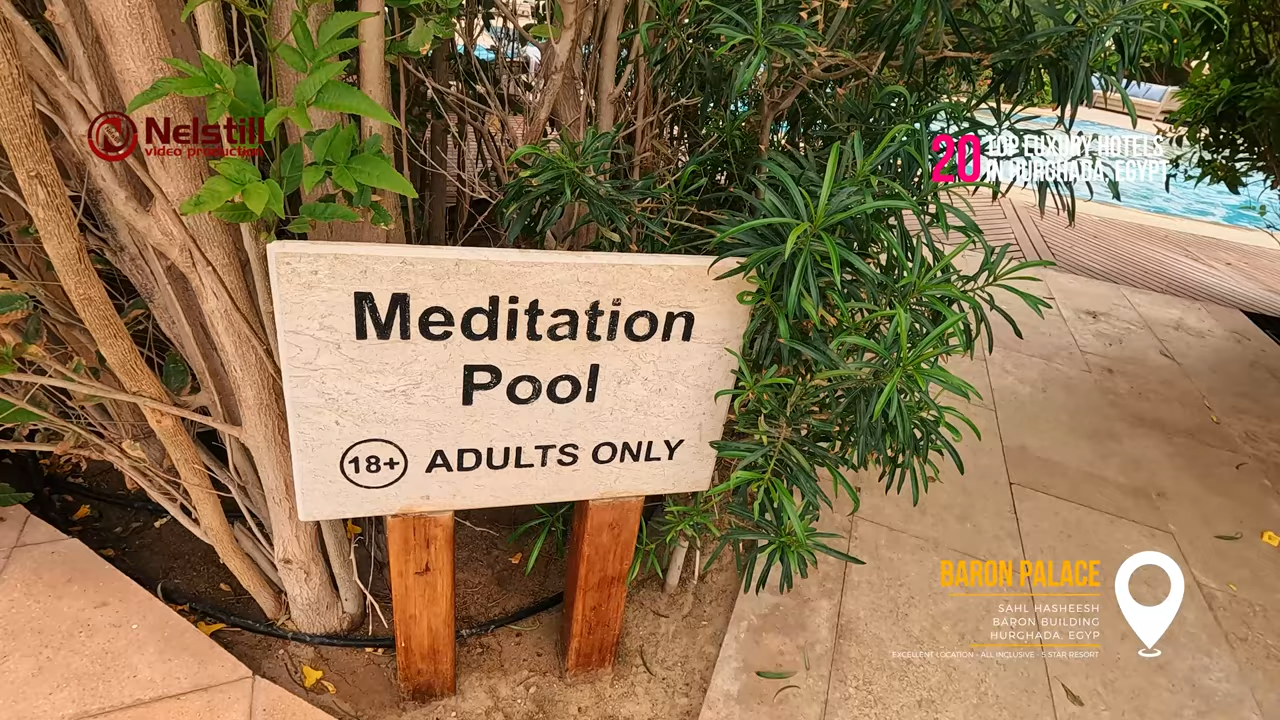 Nelstill
video production
20 TOP LUXURY HOTELS
IN HURGHADA, EGYPT
Meditation
Pool
18+ ADULTS ONLY
BARON PALACE
SAHL HASHEESH
BARON BUILDING
HURGHADA, EGYP
EXCELLENT LOCATION - ALL INCLUSIVE - 5 STAR RESORT